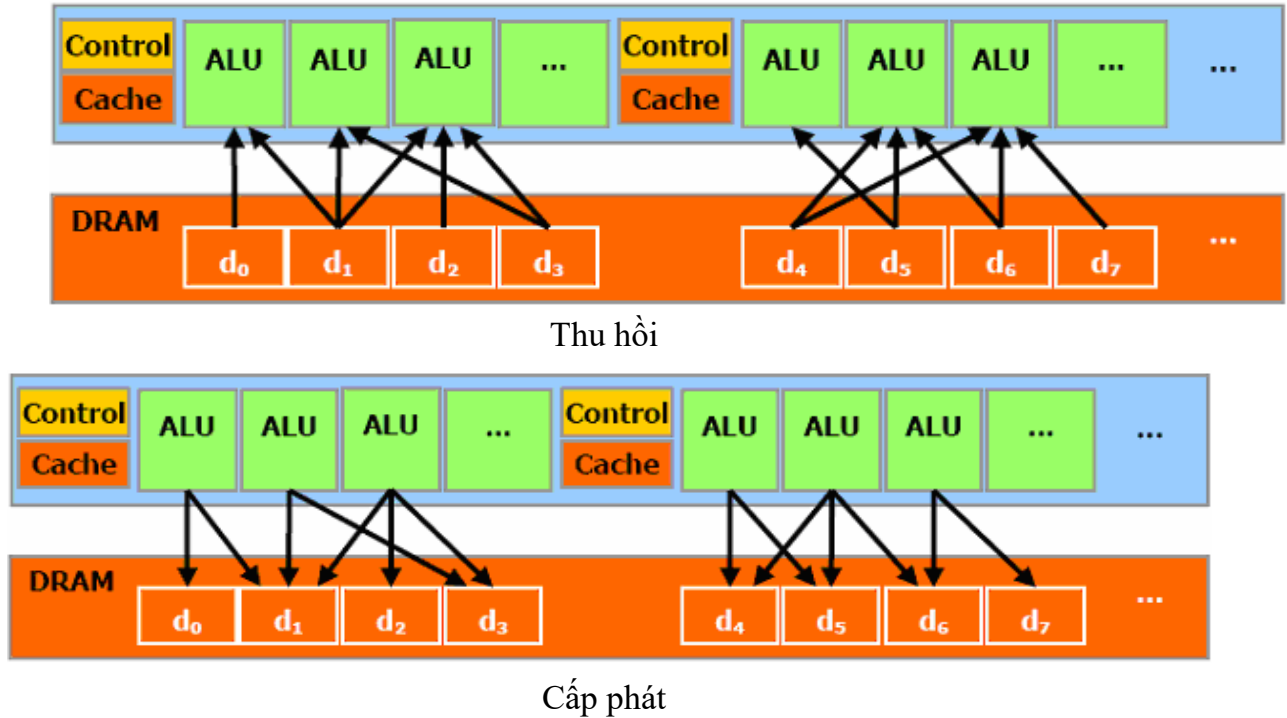 Control ALU ALU ALU ... Control ALU ALU ALU ... ...
Cache Cache
DRAM ...
d₀ d₁ d₂ d₃ d₄ d₅ d₆ d₇
Thu hồi
Control ALU ALU ALU ... Control ALU ALU ALU ... ...
Cache Cache
DRAM ...
d₀ d₁ d₂ d₃ d₄ d₅ d₆ d₇
Cấp phát